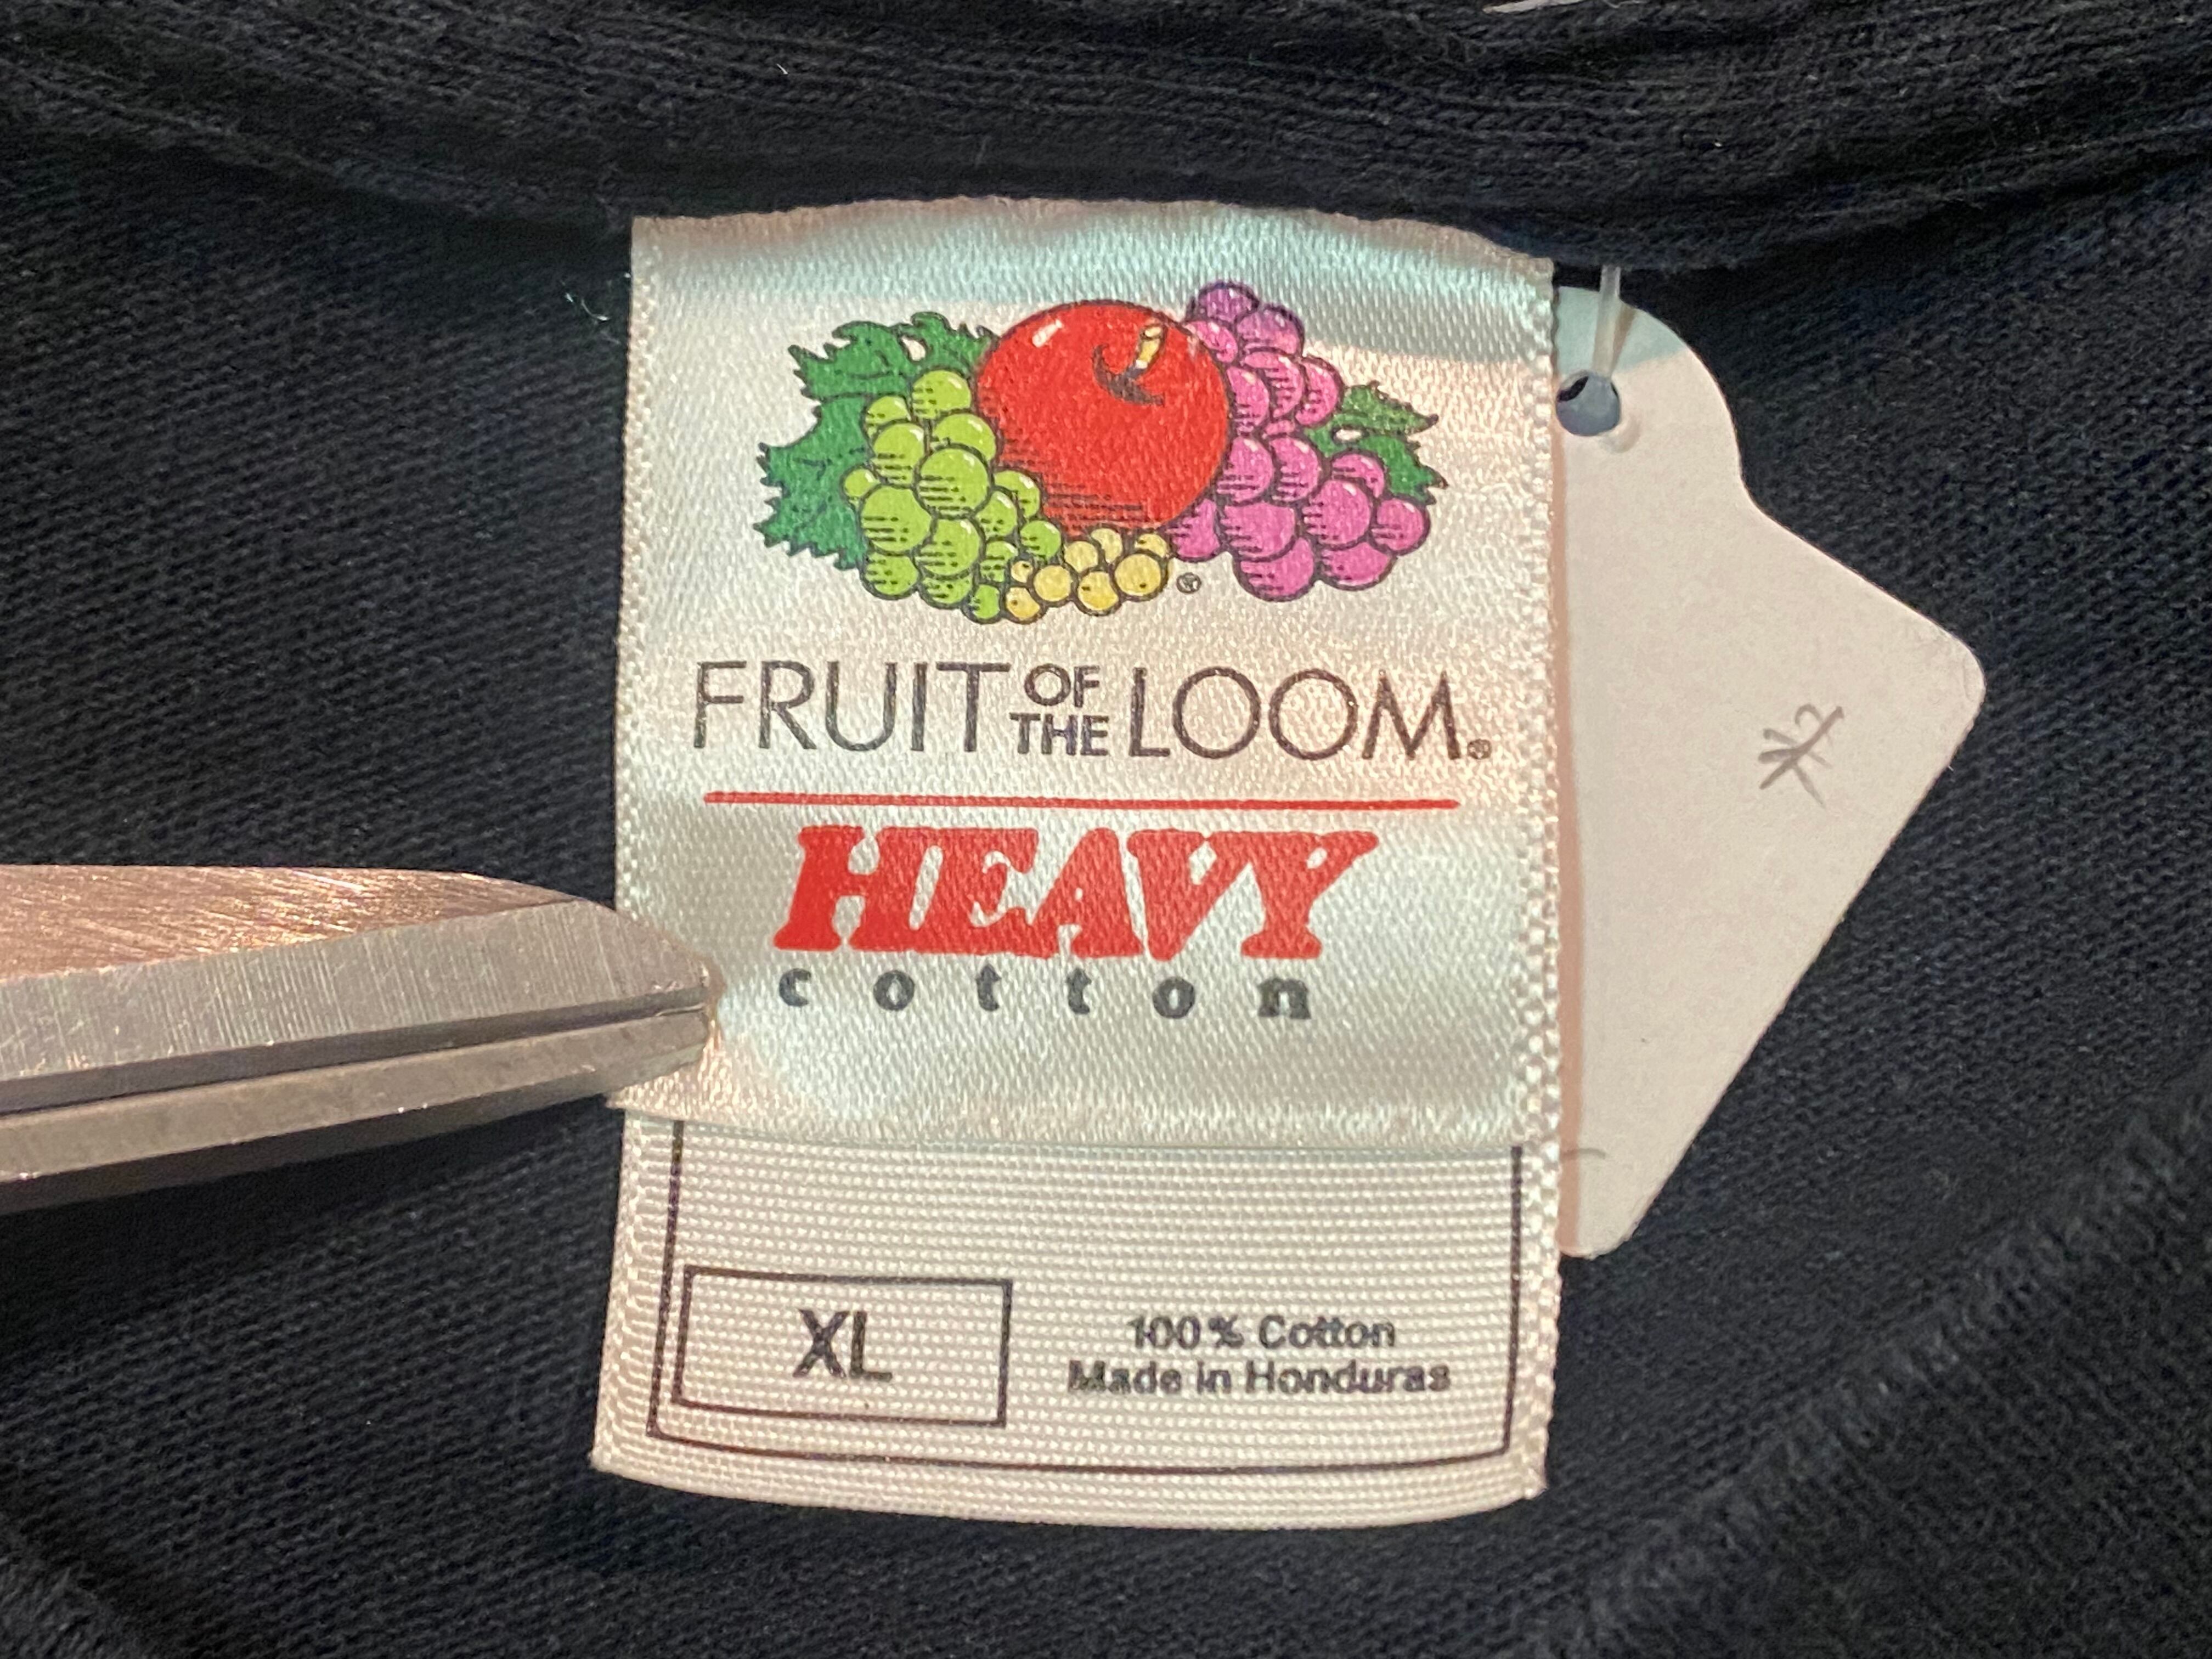 ®
FRUIT OF THE LOOM®
HEAVY
cotton
XL
100% Cotton
Made in Honduras